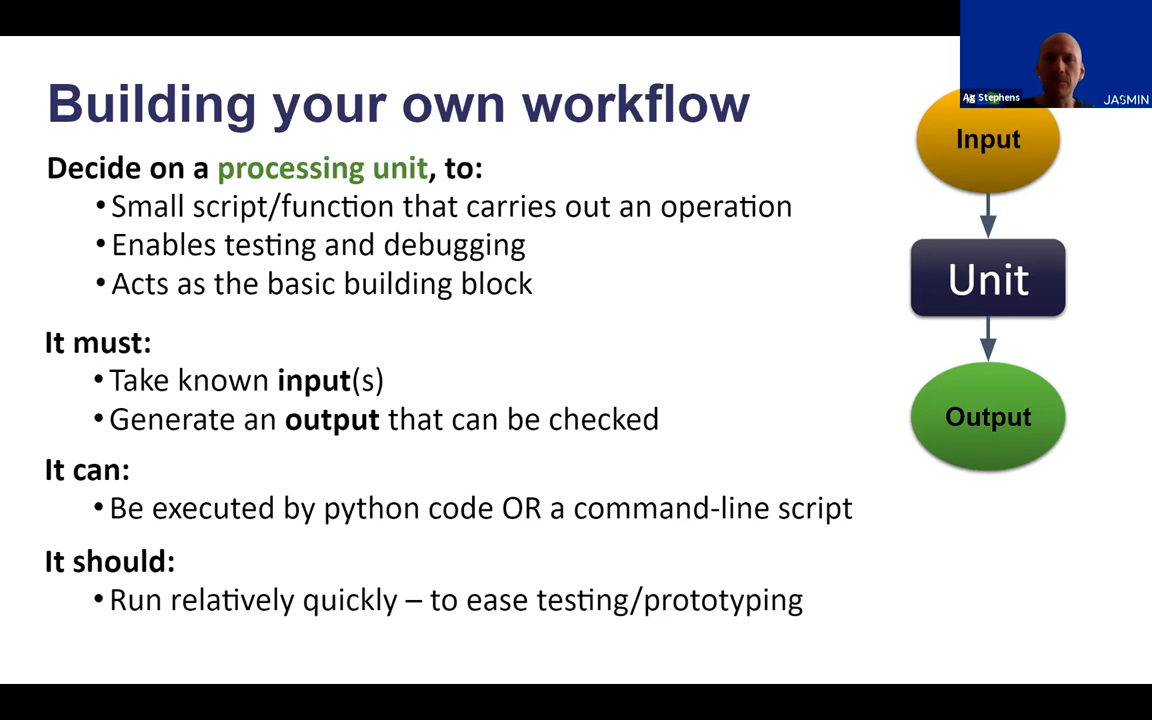 Building your own workflow
Decide on a processing unit, to:
• Small script/function that carries out an operation
• Enables testing and debugging
• Acts as the basic building block
It must:
• Take known input(s)
• Generate an output that can be checked
It can:
• Be executed by python code OR a command-line script
It should:
• Run relatively quickly – to ease testing/prototyping
Ag Stephens
JASMIN
Input
Unit
Output